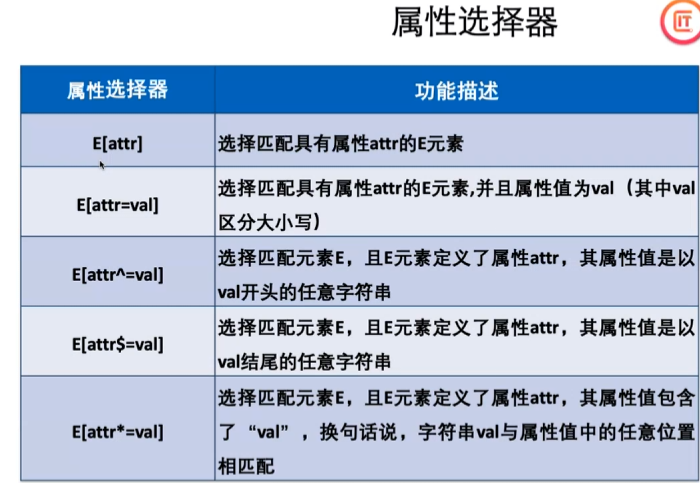 属性选择器
IT
属性选择器 功能描述
E[attr] 选择匹配具有属性attr的E元素
E[attr=val] 选择匹配具有属性attr的E元素,并且属性值为val（其中val
区分大小写）
E[attr^=val] 选择匹配元素E，且E元素定义了属性attr，其属性值是以
val开头的任意字符串
E[attr$=val] 选择匹配元素E，且E元素定义了属性attr，其属性值是以
val结尾的任意字符串
E[attr*=val] 选择匹配元素E，且E元素定义了属性attr，其属性值包含
了“val”，换句话说，字符串val与属性值中的任意位置
相匹配